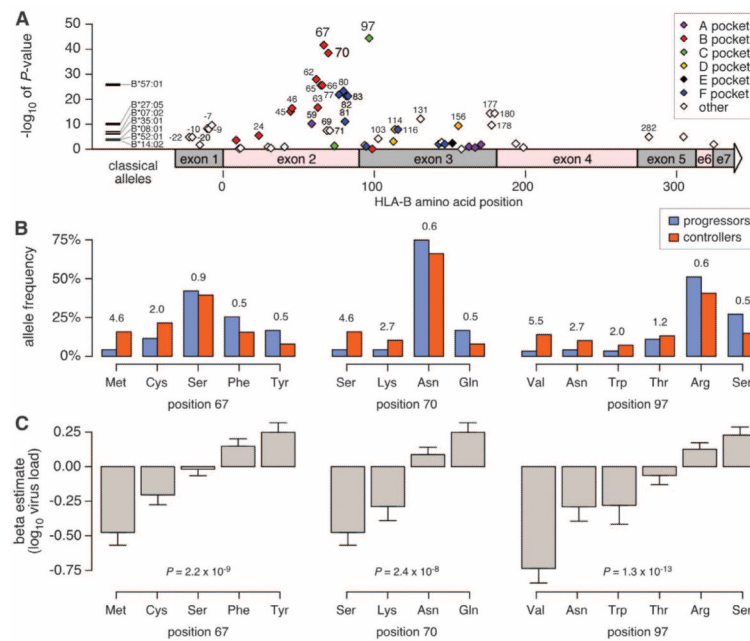 A
50
40
30
20
10
0
-log10 of P-value
67
70
97
62
65
66
80
77
83
82
81
46
45
63
59
69
71
24
-22
-10
-7
-9
-20
103
114
116
131
156
177
180
178
282
B*57:01
B*27:05
B*07:02
B*35:01
B*08:01
B*52:01
B*14:02
classical
alleles
A pocket
B pocket
C pocket
D pocket
E pocket
F pocket
other
exon 1 exon 2 exon 3 exon 4 exon 5 e6 e7
0 100 200 300
HLA-B amino acid position
B
progressors
controllers
75%
50%
25%
0%
allele frequency
4.6 2.0 0.9 0.5 0.5
4.6 2.7 0.6 0.5
5.5 2.7 2.0 1.2 0.6 0.5
Met Cys Ser Phe Tyr
Ser Lys Asn Gln
Val Asn Trp Thr Arg Ser
position 67 position 70 position 97
C
0.25
0.00
-0.25
-0.50
-0.75
beta estimate
(log10 virus load)
P = 2.2 x 10-9
P = 2.4 x 10-8
P = 1.3 x 10-13
Met Cys Ser Phe Tyr
Ser Lys Asn Gln
Val Asn Trp Thr Arg Ser
position 67 position 70 position 97